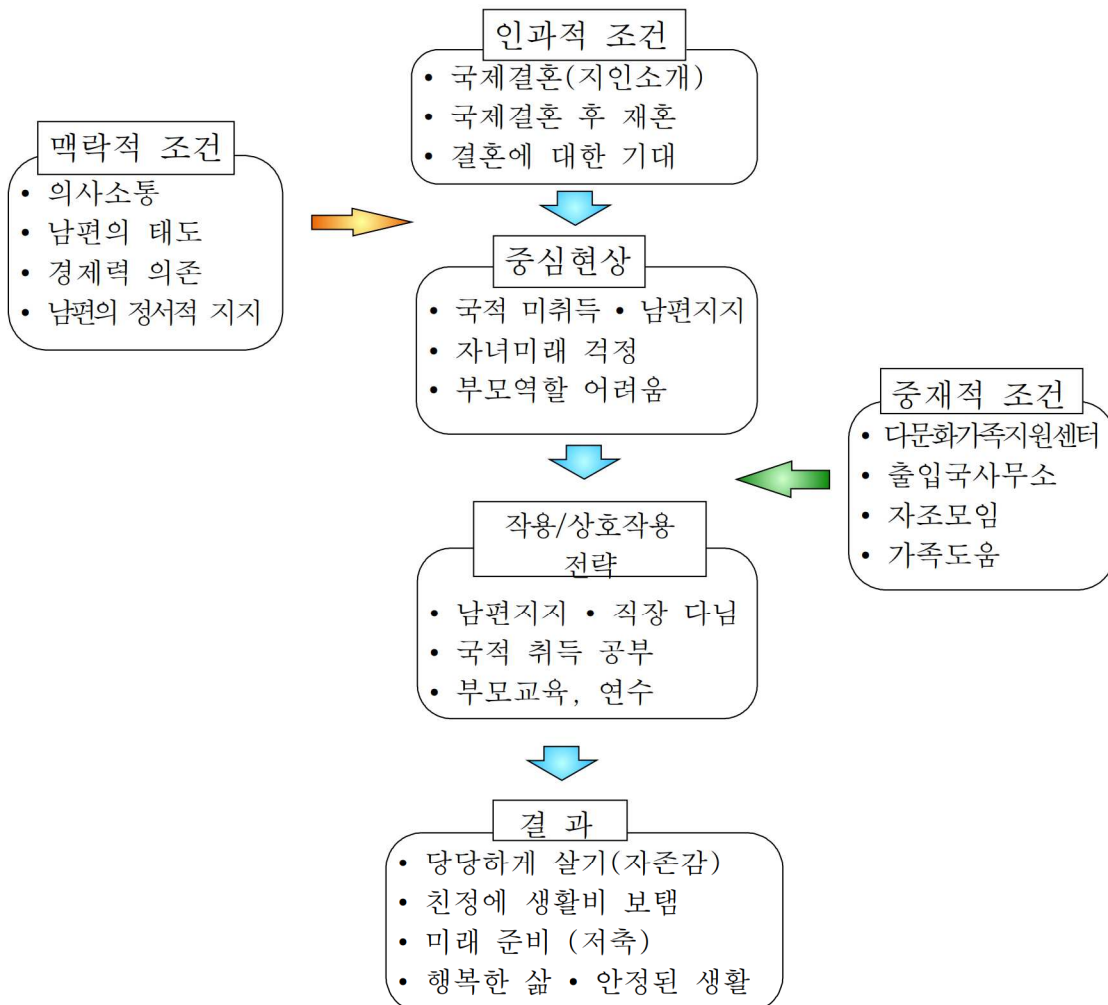 인과적 조건
• 국제결혼(지인소개)
• 국제결혼 후 재혼
• 결혼에 대한 기대
맥락적 조건
• 의사소통
• 남편의 태도
• 경제력 의존
• 남편의 정서적 지지
중심현상
• 국적 미취득 • 남편지지
• 자녀미래 걱정
• 부모역할 어려움
중재적 조건
• 다문화가족지원센터
• 출입국사무소
• 자조모임
• 가족도움
작용/상호작용
전략
• 남편지지 • 직장 다님
• 국적 취득 공부
• 부모교육, 연수
결 과
• 당당하게 살기(자존감)
• 친정에 생활비 보탬
• 미래 준비 (저축)
• 행복한 삶 • 안정된 생활